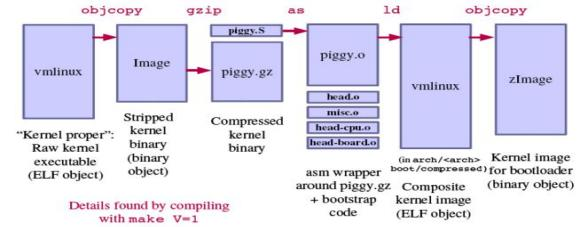 objcopy gzip as ld objcopy
vmlinux
Image
piggy.S
piggy.gz
piggy.o
head.o
misc.o
head-cpu.o
head-board.o
vmlinux
zImage
“Kernel proper”:
Raw kernel
executable
(ELF object)
Stripped
kernel
binary
(binary
object)
Compressed
kernel
binary
asm wrapper
around piggy.gz
+ bootstrap
code
(in arch/<arch>
boot/compressed)
Composite
kernel image
(ELF object)
Kernel image
for bootloader
(binary object)
Details found by compiling
with make V=1